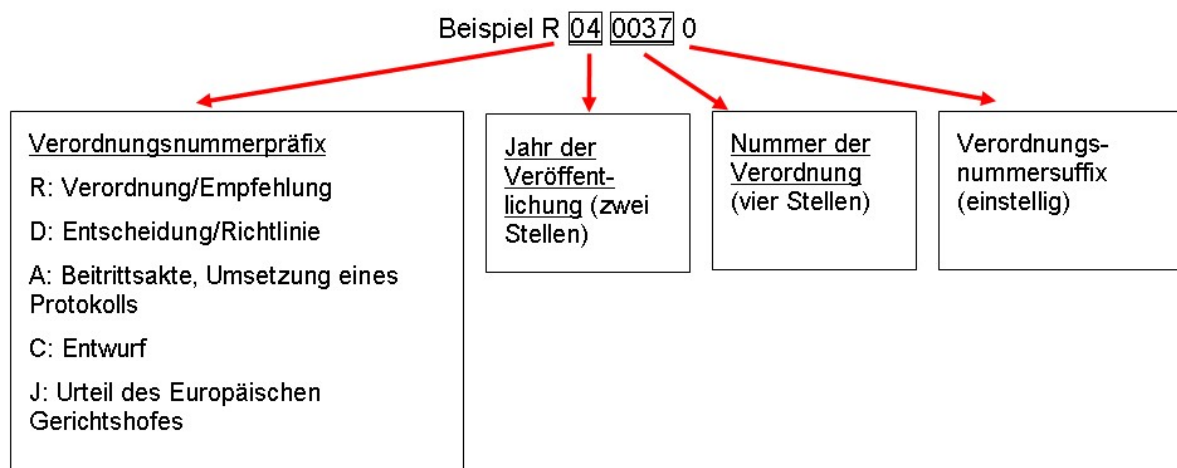 Beispiel R 04 0037 0
Verordnungsnummerpräfix
R: Verordnung/Empfehlung
D: Entscheidung/Richtlinie
A: Beitrittsakte, Umsetzung eines
Protokolls
C: Entwurf
J: Urteil des Europäischen
Gerichtshofes
Jahr der
Veröffent-
lichung (zwei
Stellen)
Nummer der
Verordnung
(vier Stellen)
Verordnungs-
nummersuffix
(einstellig)